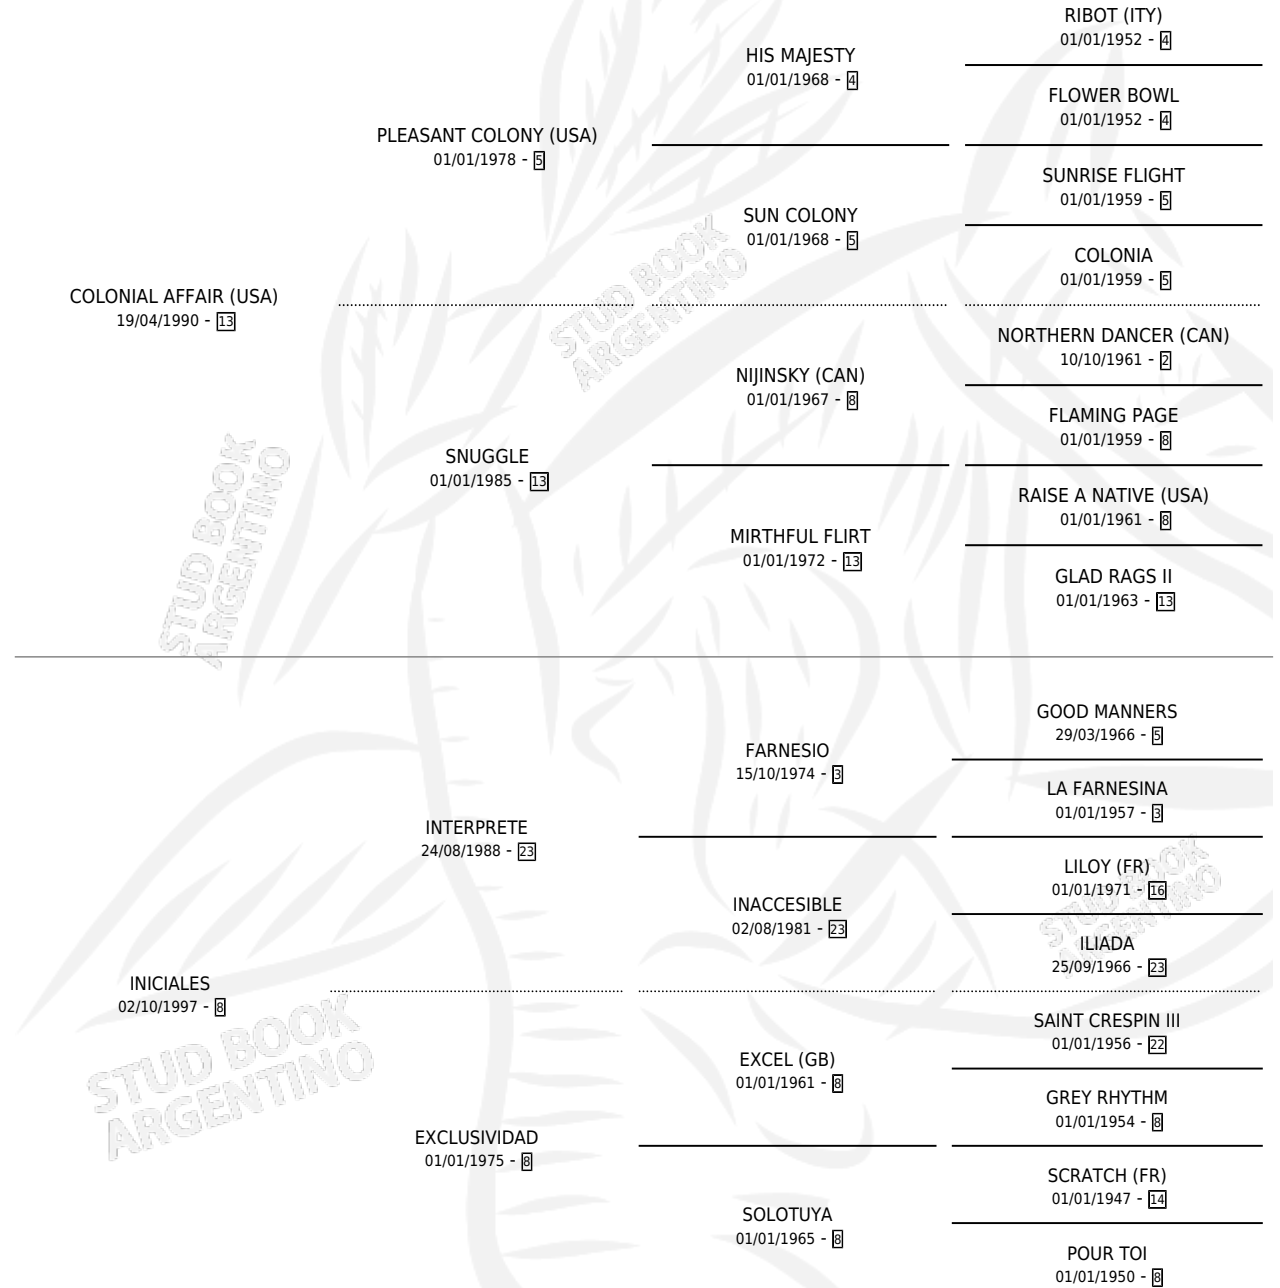 RIBOT (ITY)
01/01/1952 - 4
HIS MAJESTY
01/01/1968 - 4
FLOWER BOWL
01/01/1952 - 4
PLEASANT COLONY (USA)
01/01/1978 - 5
SUNRISE FLIGHT
01/01/1959 - 5
SUN COLONY
01/01/1968 - 5
COLONIA
01/01/1959 - 5
COLONIAL AFFAIR (USA)
19/04/1990 - 13
NORTHERN DANCER (CAN)
10/10/1961 - 2
NIJINSKY (CAN)
01/01/1967 - 8
FLAMING PAGE
01/01/1959 - 8
SNUGGLE
01/01/1985 - 13
RAISE A NATIVE (USA)
01/01/1961 - 8
MIRTHFUL FLIRT
01/01/1972 - 13
GLAD RAGS II
01/01/1963 - 13
STUD BOOK
ARGENTINO
STUD BOOK
ARGENTINO
GOOD MANNERS
29/03/1966 - 5
FARNESIO
15/10/1974 - 3
LA FARNESINA
01/01/1957 - 3
INTERPRETE
24/08/1988 - 23
LILOY (FR)
01/01/1971 - 16
INACCESIBLE
02/08/1981 - 23
ILIADA
25/09/1966 - 23
STUD BOOK
ARGENTINO
INICIALES
02/10/1997 - 8
SAINT CRESPIN III
01/01/1956 - 22
EXCEL (GB)
01/01/1961 - 8
GREY RHYTHM
01/01/1954 - 8
STUD BOOK
ARGENTINO
EXCLUSIVIDAD
01/01/1975 - 8
SCRATCH (FR)
01/01/1947 - 14
SOLOTUYA
01/01/1965 - 8
POUR TOI
01/01/1950 - 8